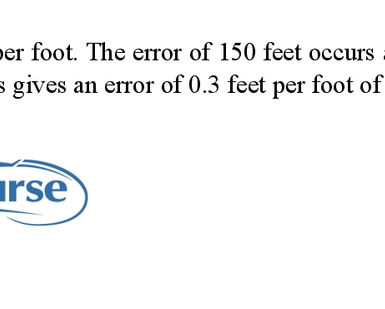 per foot. The error of 150 feet occurs
s gives an error of 0.3 feet per foot of
urse